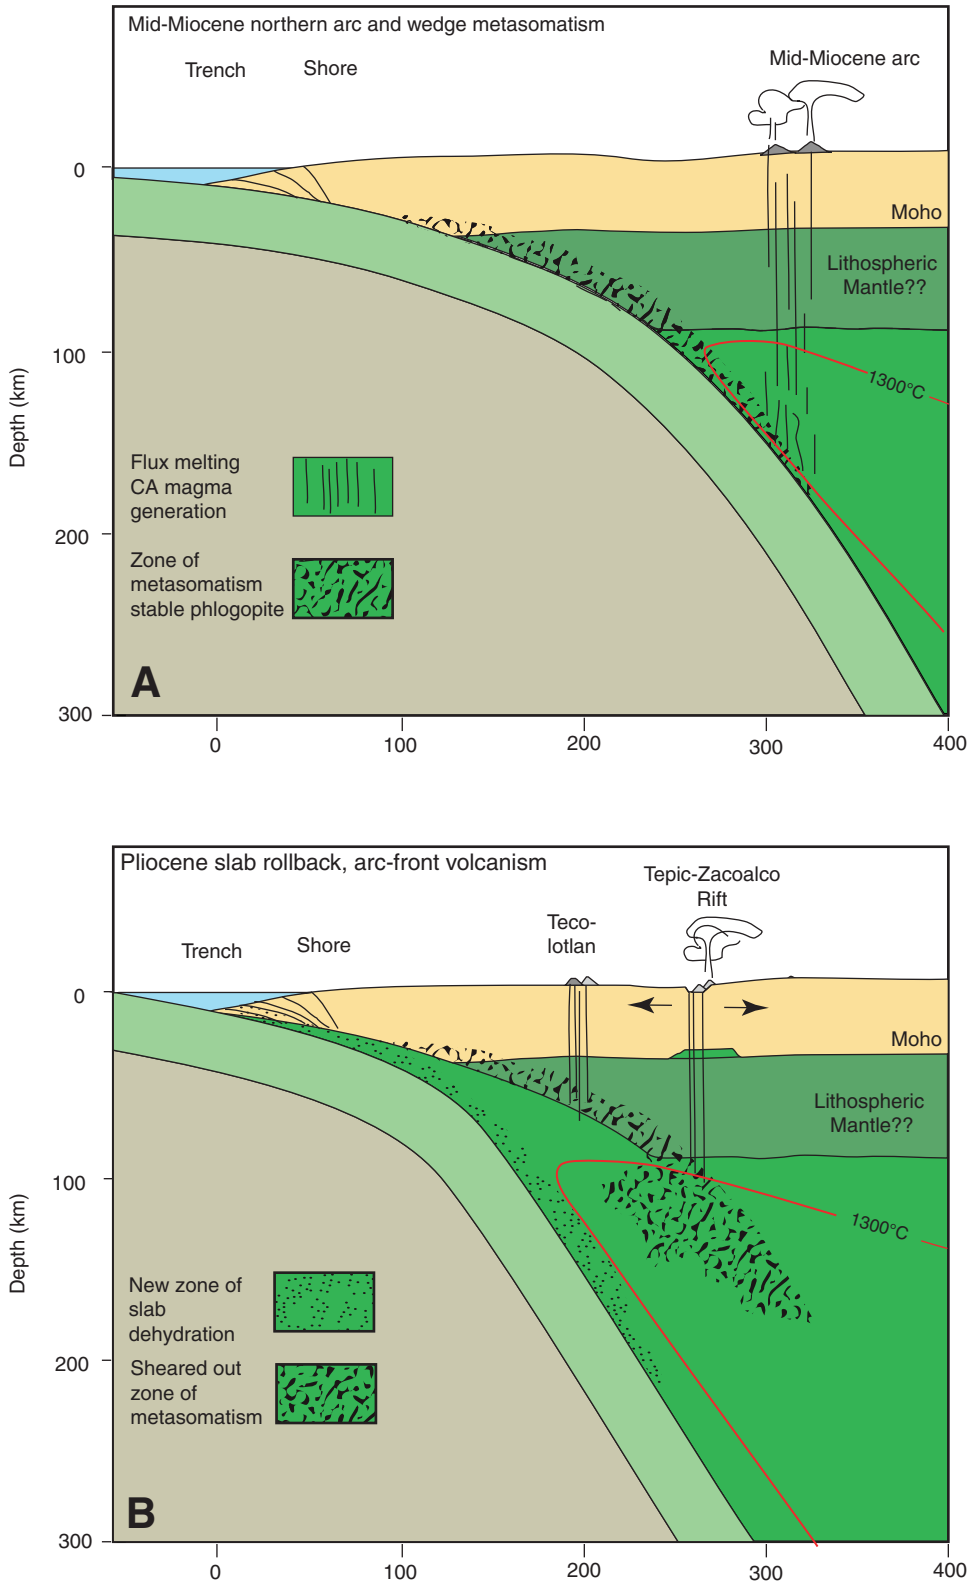 Mid-Miocene northern arc and wedge metasomatism
Trench
Shore
Mid-Miocene arc
0
Moho
Lithospheric
Mantle??
100
1300°C
Depth (km)
Flux melting
CA magma
generation
200
Zone of
metasomatism
stable phlogopite
A
300
0
100
200
300
400
Pliocene slab rollback, arc-front volcanism
Tepic-Zacoalco
Rift
Teco-
lotlan
Trench
Shore
0
Moho
Lithospheric
Mantle??
100
1300°C
Depth (km)
New zone of
slab
dehydration
200
Sheared out
zone of
metasomatism
B
300
0
100
200
300
400